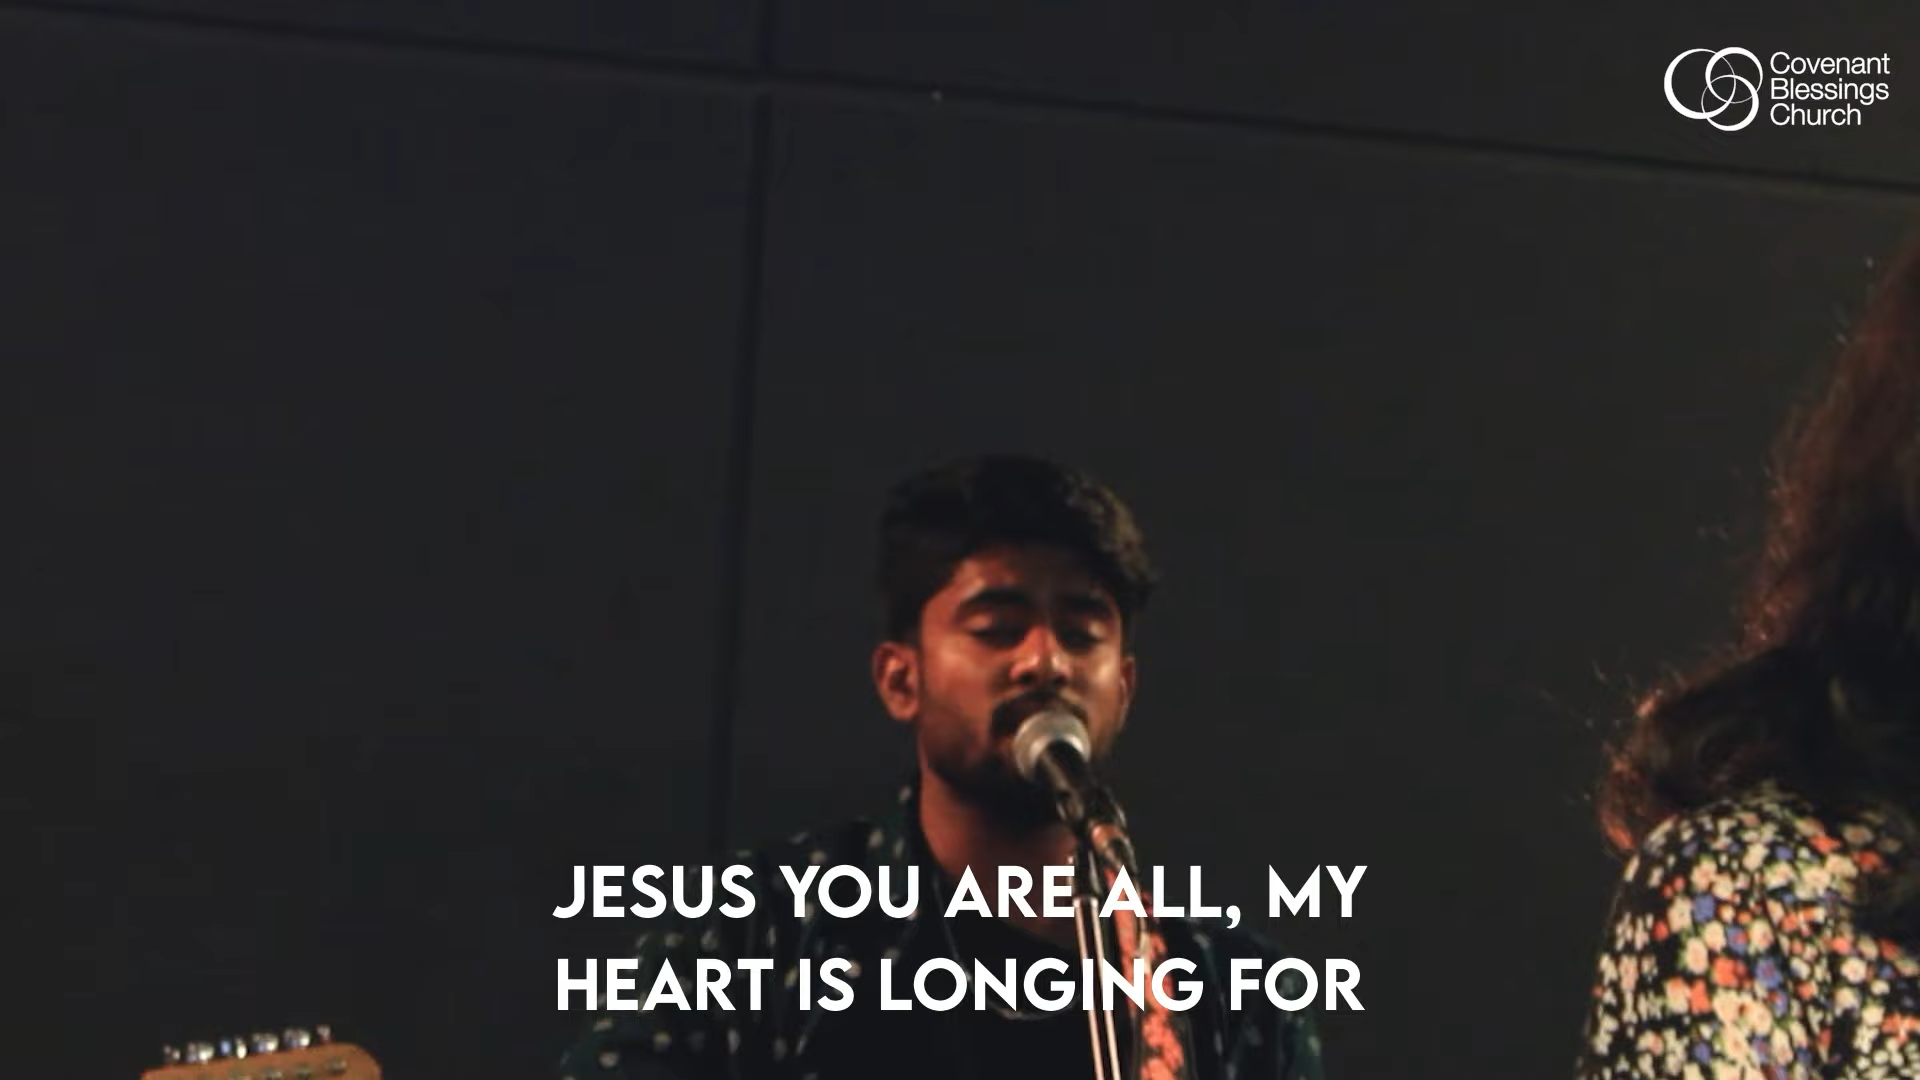 Covenant
Blessings
Church
JESUS YOU ARE ALL, MY
HEART IS LONGING FOR